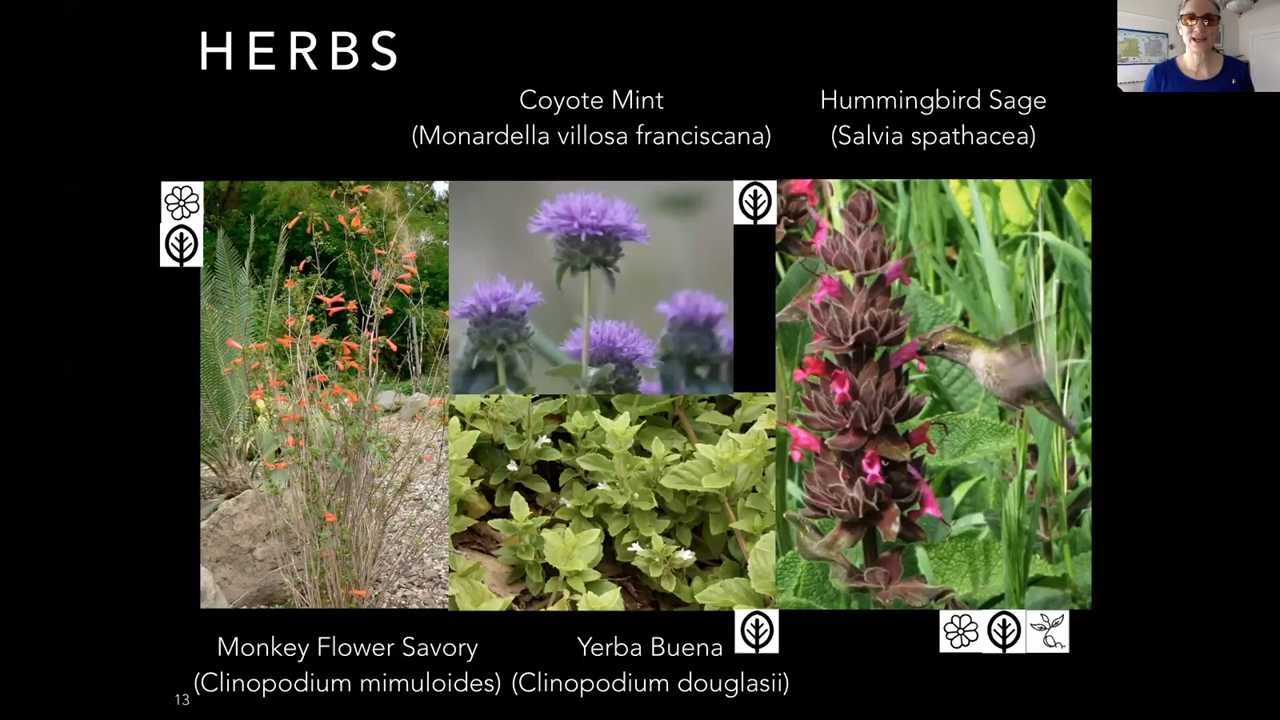 HERBS
Coyote Mint
(Monardella villosa franciscana)
Hummingbird Sage
(Salvia spathacea)
Monkey Flower Savory
(Clinopodium mimuloides)
Yerba Buena
(Clinopodium douglasii)
13